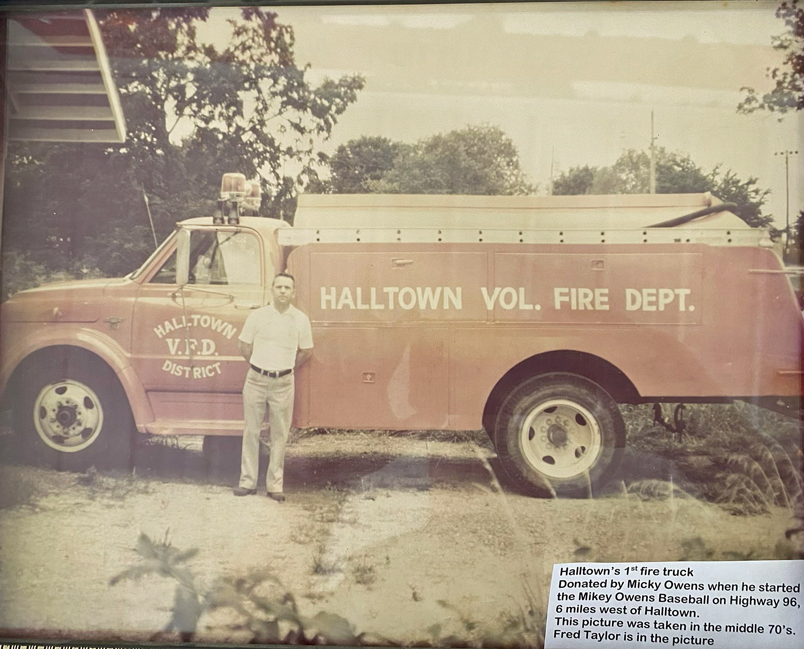 HALLTOWN VOL. FIRE DEPT.
HALLTOWN
V.F.D.
DISTRICT
Halltown's 1st fire truck
Donated by Micky Owens when he started
the Mikey Owens Baseball on Highway 96,
6 miles west of Halltown.
This picture was taken in the middle 70's.
Fred Taylor is in the picture